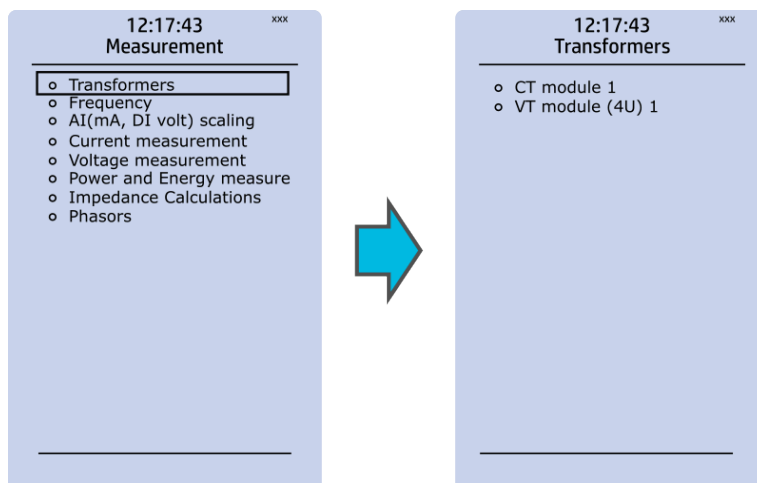 12:17:43
xxx
Measurement
Transformers
Frequency
AI(mA, DI volt) scaling
Current measurement
Voltage measurement
Power and Energy measure
Impedance Calculations
Phasors
12:17:43
xxx
Transformers
CT module 1
VT module (4U) 1